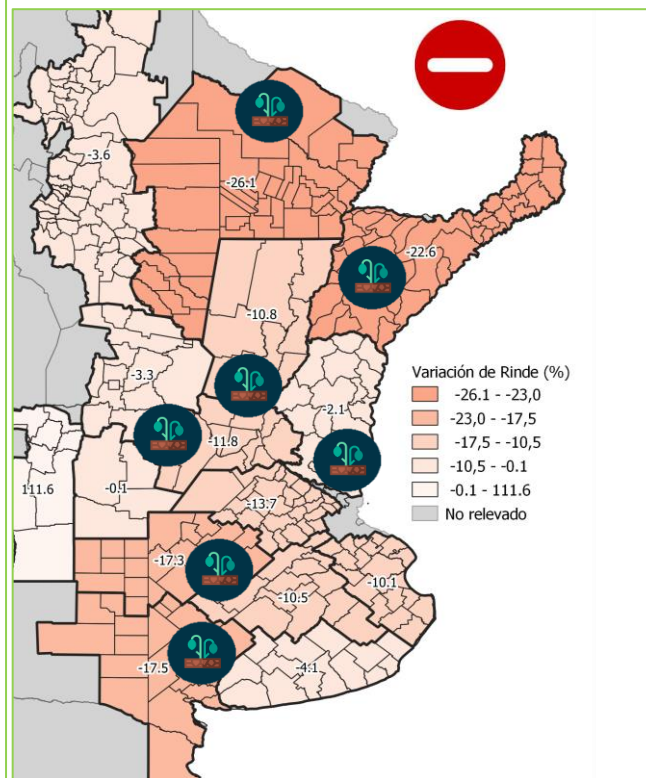 -3.6
-26.1
-22.6
-10.8
-3.3
-2.1
-11.8
111.6
-0.1
-13.7
-17.3
-10.1
-10.5
-17.5
-4.1
Variación de Rinde (%)
-26.1 - -23,0
-23,0 - -17,5
-17,5 - -10,5
-10,5 - -0.1
-0.1 - 111.6
No relevado